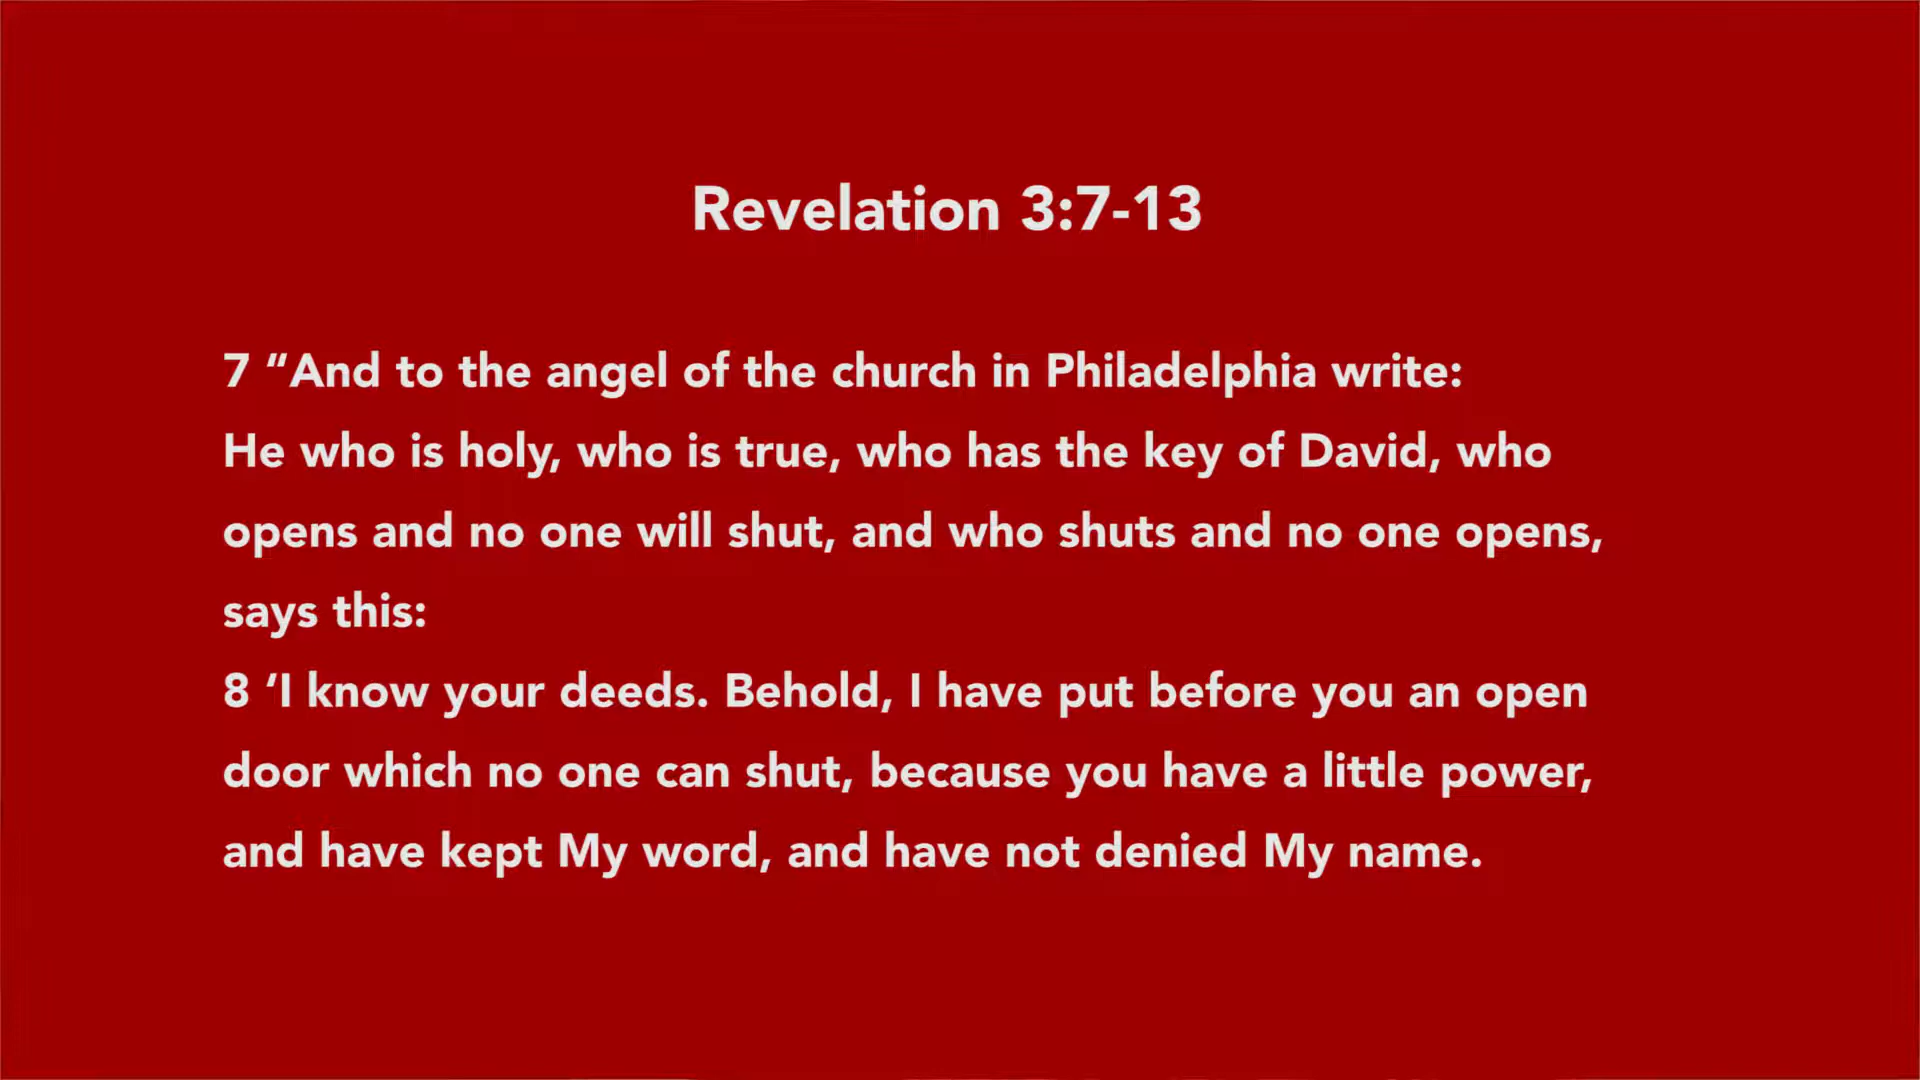 Revelation 3:7-13
7 “And to the angel of the church in Philadelphia write:
He who is holy, who is true, who has the key of David, who
opens and no one will shut, and who shuts and no one opens,
says this:
8 ‘I know your deeds. Behold, I have put before you an open
door which no one can shut, because you have a little power,
and have kept My word, and have not denied My name.